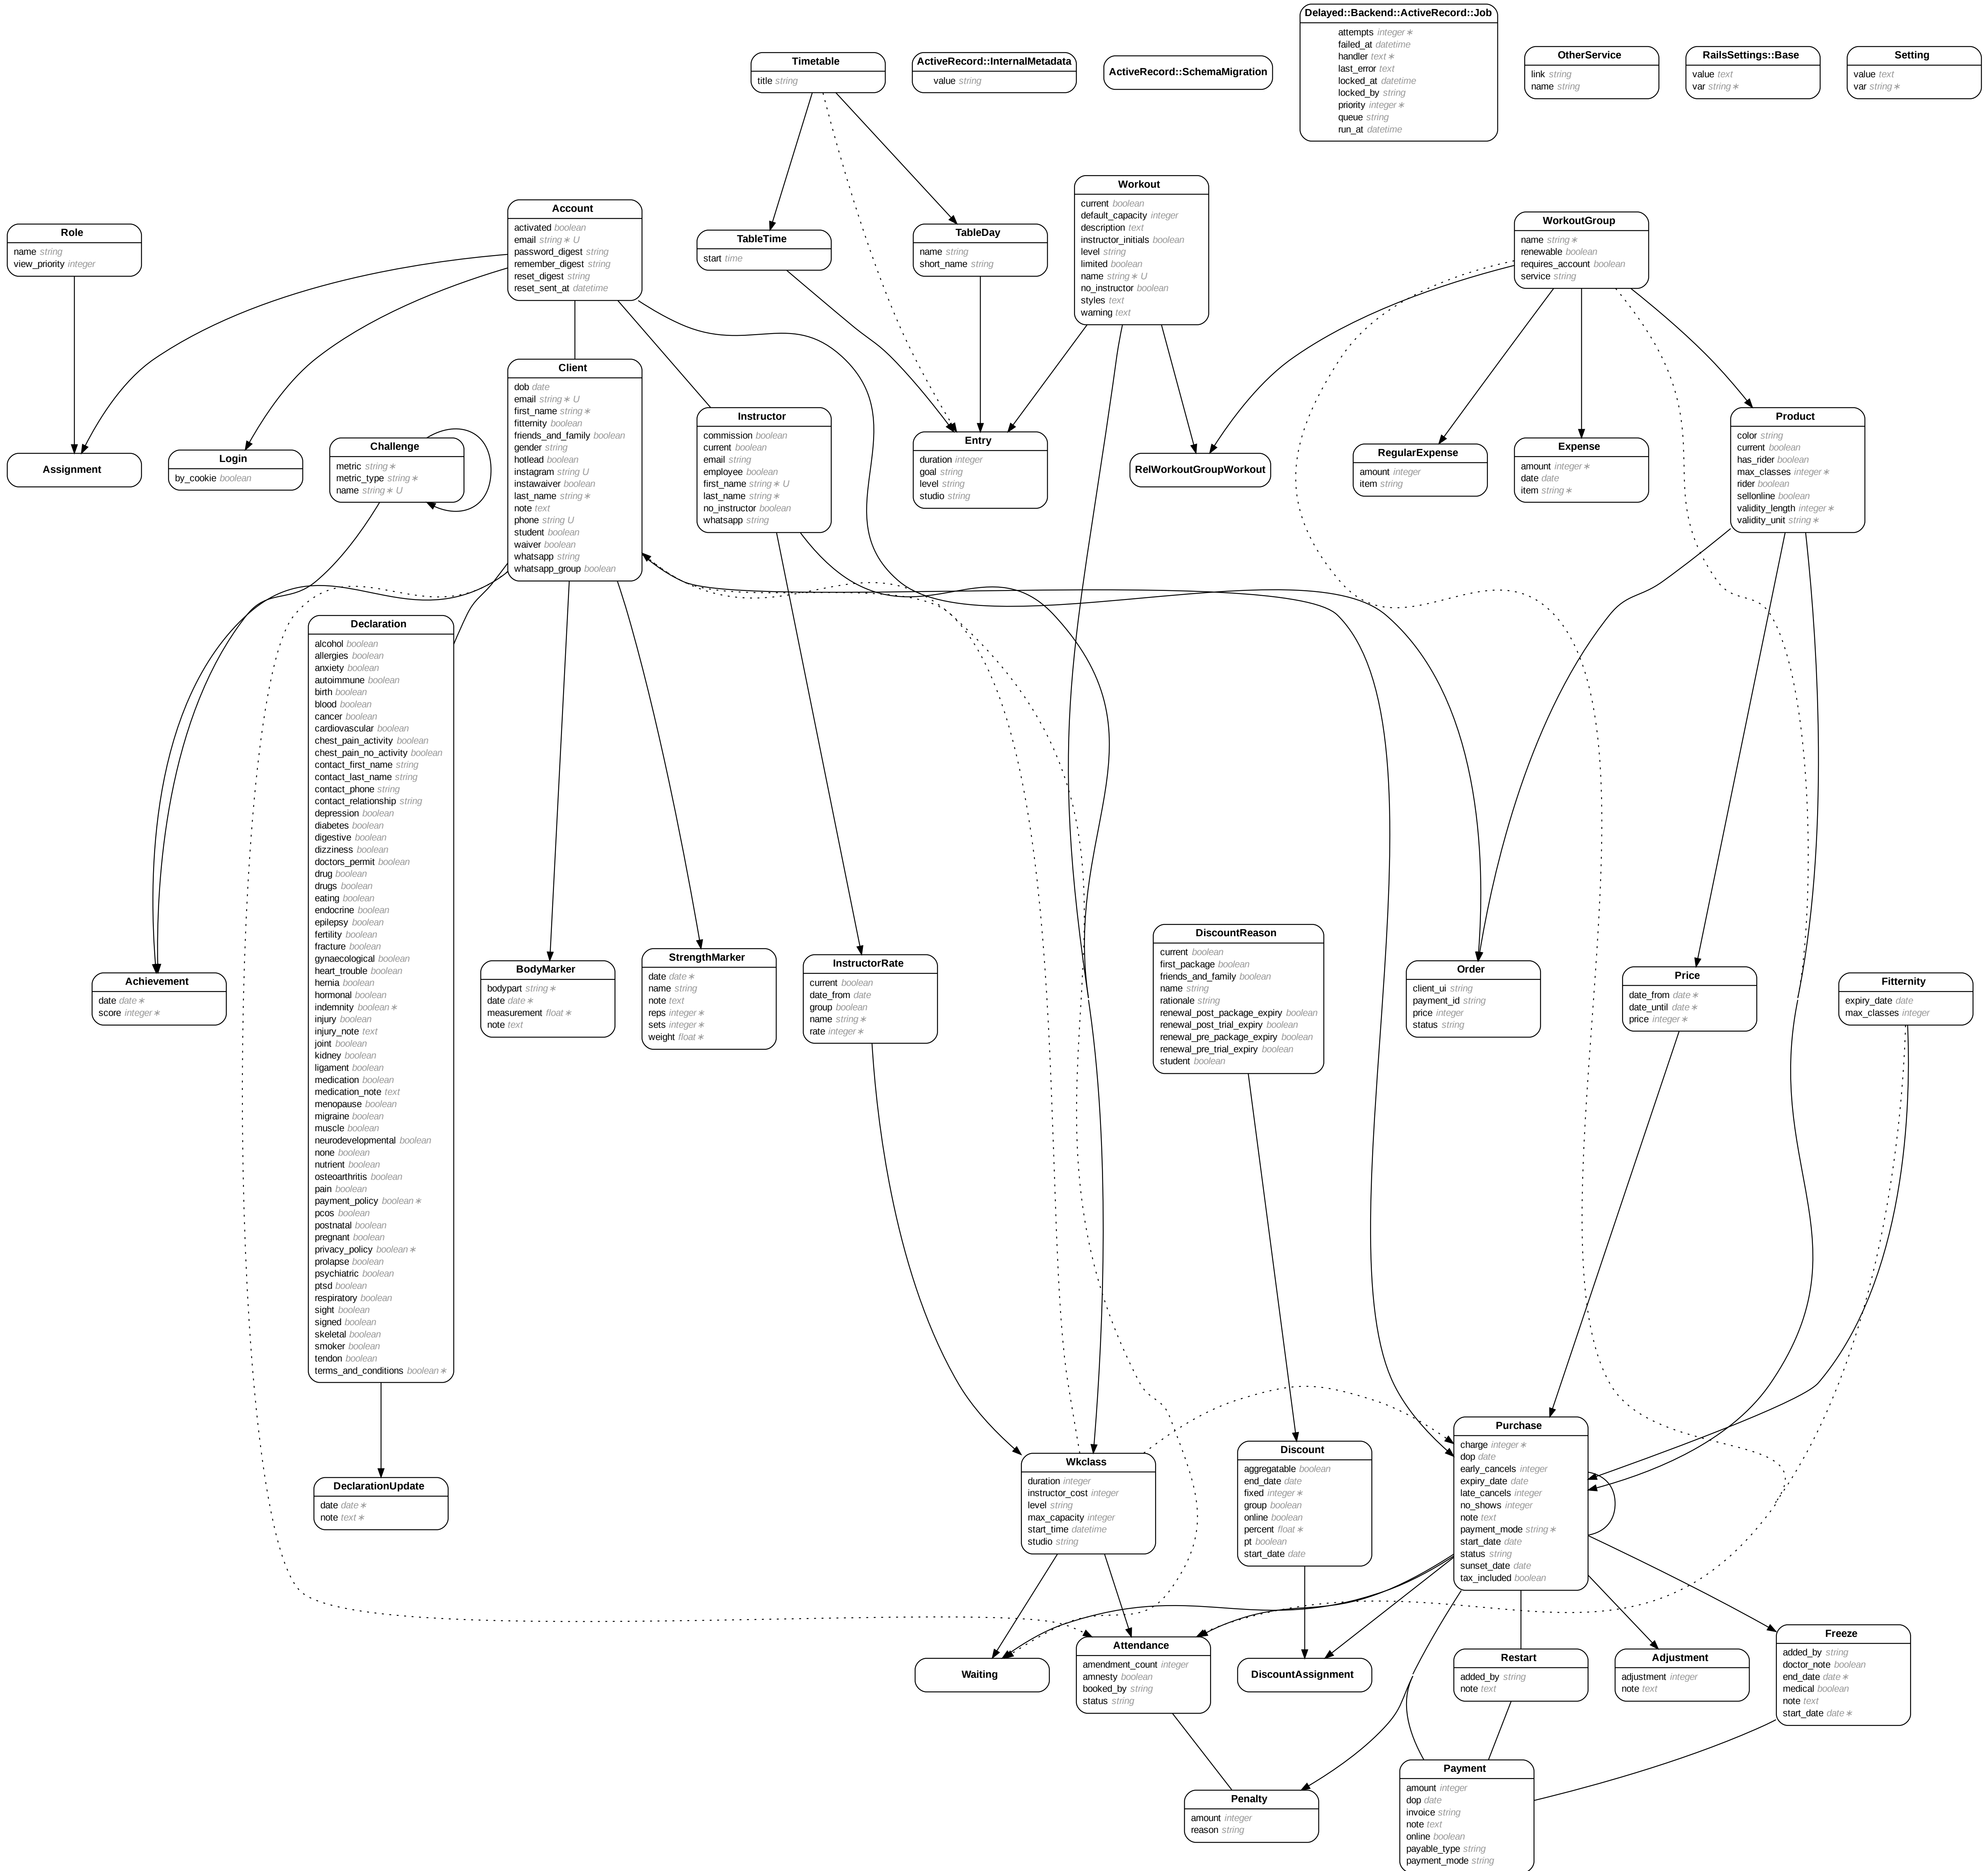 Delayed::Backend::ActiveRecord::Job
attempts integer ∗
failed_at datetime
handler text ∗
last_error text
locked_at datetime
locked_by string
priority integer ∗
queue string
run_at datetime
Timetable
title string
ActiveRecord::InternalMetadata
value string
ActiveRecord::SchemaMigration
OtherService
link string
name string
RailsSettings::Base
value text
var string ∗
Setting
value text
var string ∗
Role
name string
view_priority integer
Account
activated boolean
email string ∗ U
password_digest string
remember_digest string
reset_digest string
reset_sent_at datetime
TableTime
start time
TableDay
name string
short_name string
Workout
current boolean
default_capacity integer
description text
instructor_initials boolean
level string
limited boolean
name string ∗ U
no_instructor boolean
styles text
warning text
WorkoutGroup
name string ∗
renewable boolean
requires_account boolean
service string
Assignment
Login
by_cookie boolean
Challenge
metric string ∗
metric_type string ∗
name string ∗ U
Client
dob date
email string ∗ U
first_name string ∗
fitternity boolean
friends_and_family boolean
gender string
hotlead boolean
instagram string U
instawaiver boolean
last_name string ∗
note text
phone string U
student boolean
waiver boolean
whatsapp string
whatsapp_group boolean
Instructor
commission boolean
current boolean
email string
employee boolean
first_name string ∗ U
last_name string ∗
no_instructor boolean
whatsapp string
Entry
duration integer
goal string
level string
studio string
RelWorkoutGroupWorkout
RegularExpense
amount integer
item string
Expense
amount integer ∗
date date
item string ∗
Product
color string
current boolean
has_rider boolean
max_classes integer ∗
rider boolean
sellonline boolean
validity_length integer ∗
validity_unit string ∗
Declaration
alcohol boolean
allergies boolean
anxiety boolean
autoimmune boolean
birth boolean
blood boolean
cancer boolean
cardiovascular boolean
chest_pain_activity boolean
chest_pain_no_activity boolean
contact_first_name string
contact_last_name string
contact_phone string
contact_relationship string
depression boolean
diabetes boolean
digestive boolean
dizziness boolean
doctors_permit boolean
drug boolean
drugs boolean
eating boolean
endocrine boolean
epilepsy boolean
fertility boolean
fracture boolean
gynaecological boolean
heart_trouble boolean
hernia boolean
hormonal boolean
indemnity boolean ∗
injury boolean
injury_note text
joint boolean
kidney boolean
ligament boolean
medication boolean
medication_note text
menopause boolean
migraine boolean
muscle boolean
neurodevelopmental boolean
none boolean
nutrient boolean
osteoarthritis boolean
pain boolean
payment_policy boolean ∗
pcos boolean
postnatal boolean
pregnant boolean
privacy_policy boolean ∗
prolapse boolean
psychiatric boolean
ptsd boolean
respiratory boolean
sight boolean
signed boolean
skeletal boolean
smoker boolean
tendon boolean
terms_and_conditions boolean ∗
Achievement
date date ∗
score integer ∗
BodyMarker
bodypart string ∗
date date ∗
measurement float ∗
note text
StrengthMarker
date date ∗
name string
note text
reps integer ∗
sets integer ∗
weight float ∗
InstructorRate
current boolean
date_from date
group boolean
name string ∗
rate integer ∗
DiscountReason
current boolean
first_package boolean
friends_and_family boolean
name string
rationale string
renewal_post_package_expiry boolean
renewal_post_trial_expiry boolean
renewal_pre_package_expiry boolean
renewal_pre_trial_expiry boolean
student boolean
Order
client_ui string
payment_id string
price integer
status string
Price
date_from date ∗
date_until date ∗
price integer ∗
Fitternity
expiry_date date
max_classes integer
DeclarationUpdate
date date ∗
note text ∗
Wkclass
duration integer
instructor_cost integer
level string
max_capacity integer
start_time datetime
studio string
Discount
aggregatable boolean
end_date date
fixed integer ∗
group boolean
online boolean
percent float ∗
pt boolean
start_date date
Purchase
charge integer ∗
dop date
early_cancels integer
expiry_date date
late_cancels integer
no_shows integer
note text
payment_mode string ∗
start_date date
status string
sunset_date date
tax_included boolean
Waiting
Attendance
amendment_count integer
amnesty boolean
booked_by string
status string
DiscountAssignment
Restart
added_by string
note text
Adjustment
adjustment integer
note text
Freeze
added_by string
doctor_note boolean
end_date date ∗
medical boolean
note text
start_date date ∗
Penalty
amount integer
reason string
Payment
amount integer
dop date
invoice string
note text
online boolean
payable_type string
payment_mode string